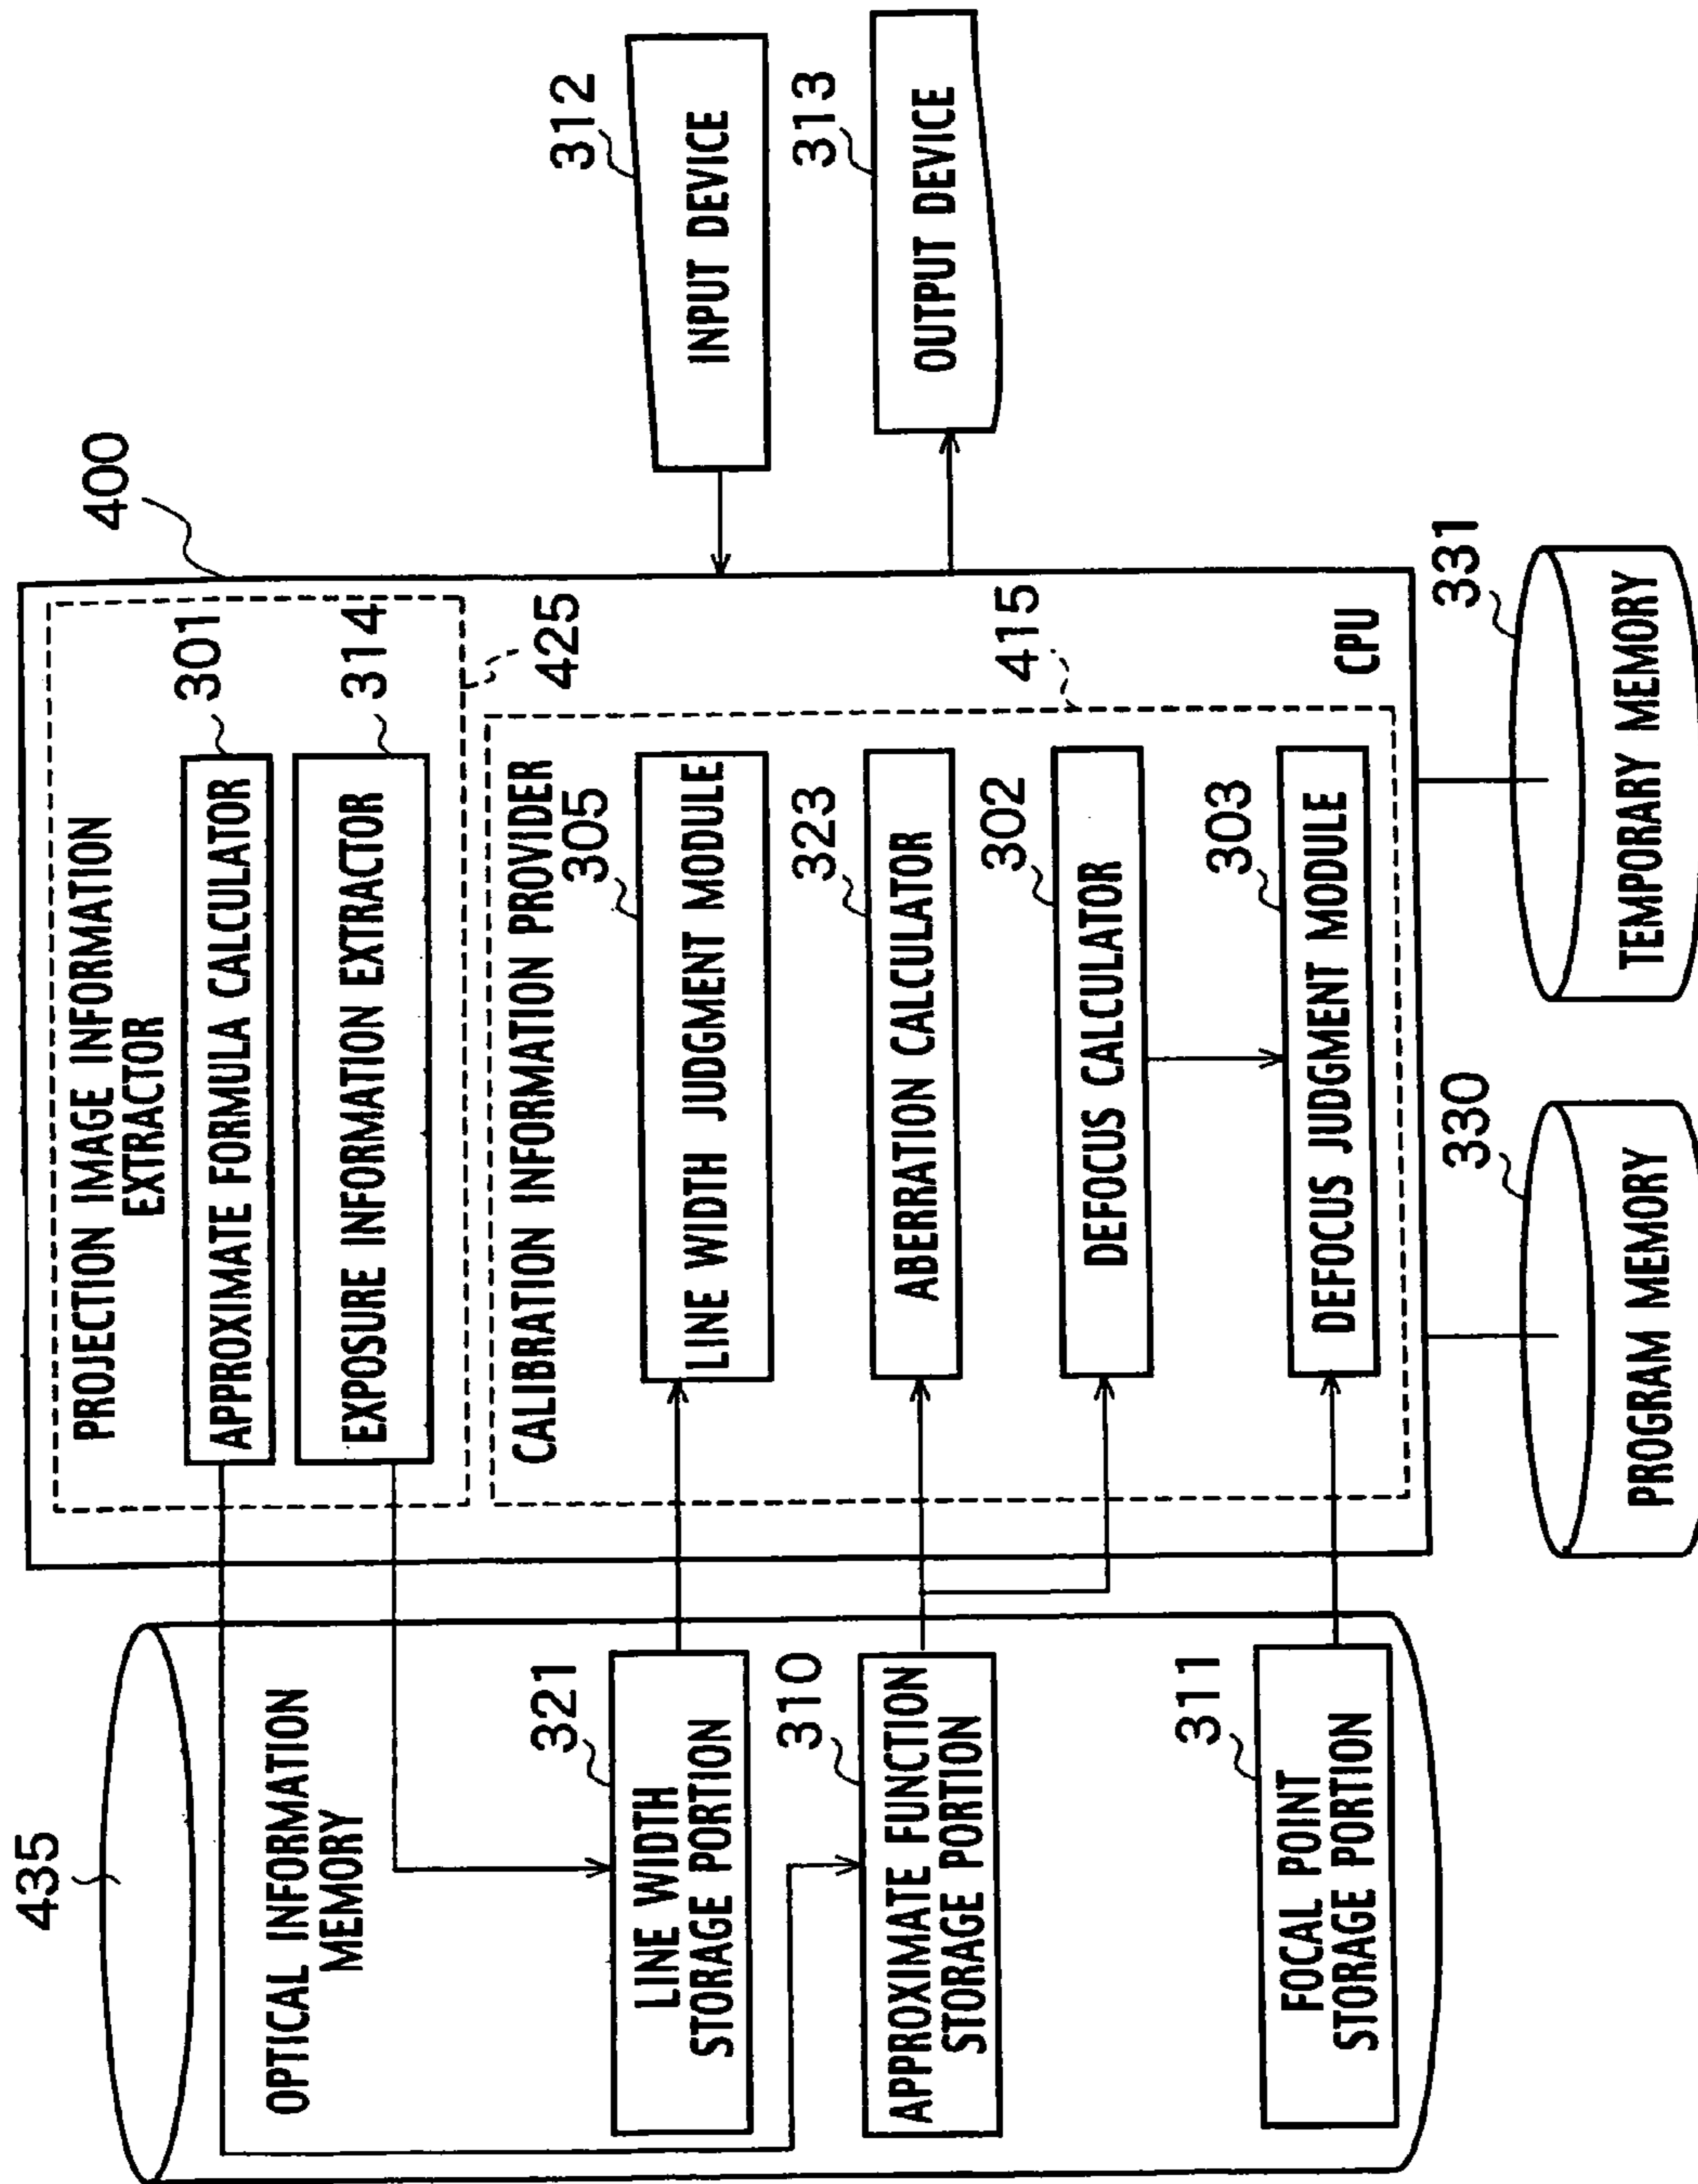 435
OPTICAL INFORMATION
MEMORY
321
LINE WIDTH
STORAGE PORTION
310
APPROXIMATE FUNCTION
STORAGE PORTION
311
FOCAL POINT
STORAGE PORTION
400
PROJECTION IMAGE INFORMATION
EXTRACTOR
301
APPROXIMATE FORMULA CALCULATOR
314
EXPOSURE INFORMATION EXTRACTOR
425
CALIBRATION INFORMATION PROVIDER
305
LINE WIDTH JUDGMENT MODULE
323
ABERRATION CALCULATOR
302
DEFOCUS CALCULATOR
303
DEFOCUS JUDGMENT MODULE
415
CPU
312
INPUT DEVICE
313
OUTPUT DEVICE
330
PROGRAM MEMORY
331
TEMPORARY MEMORY